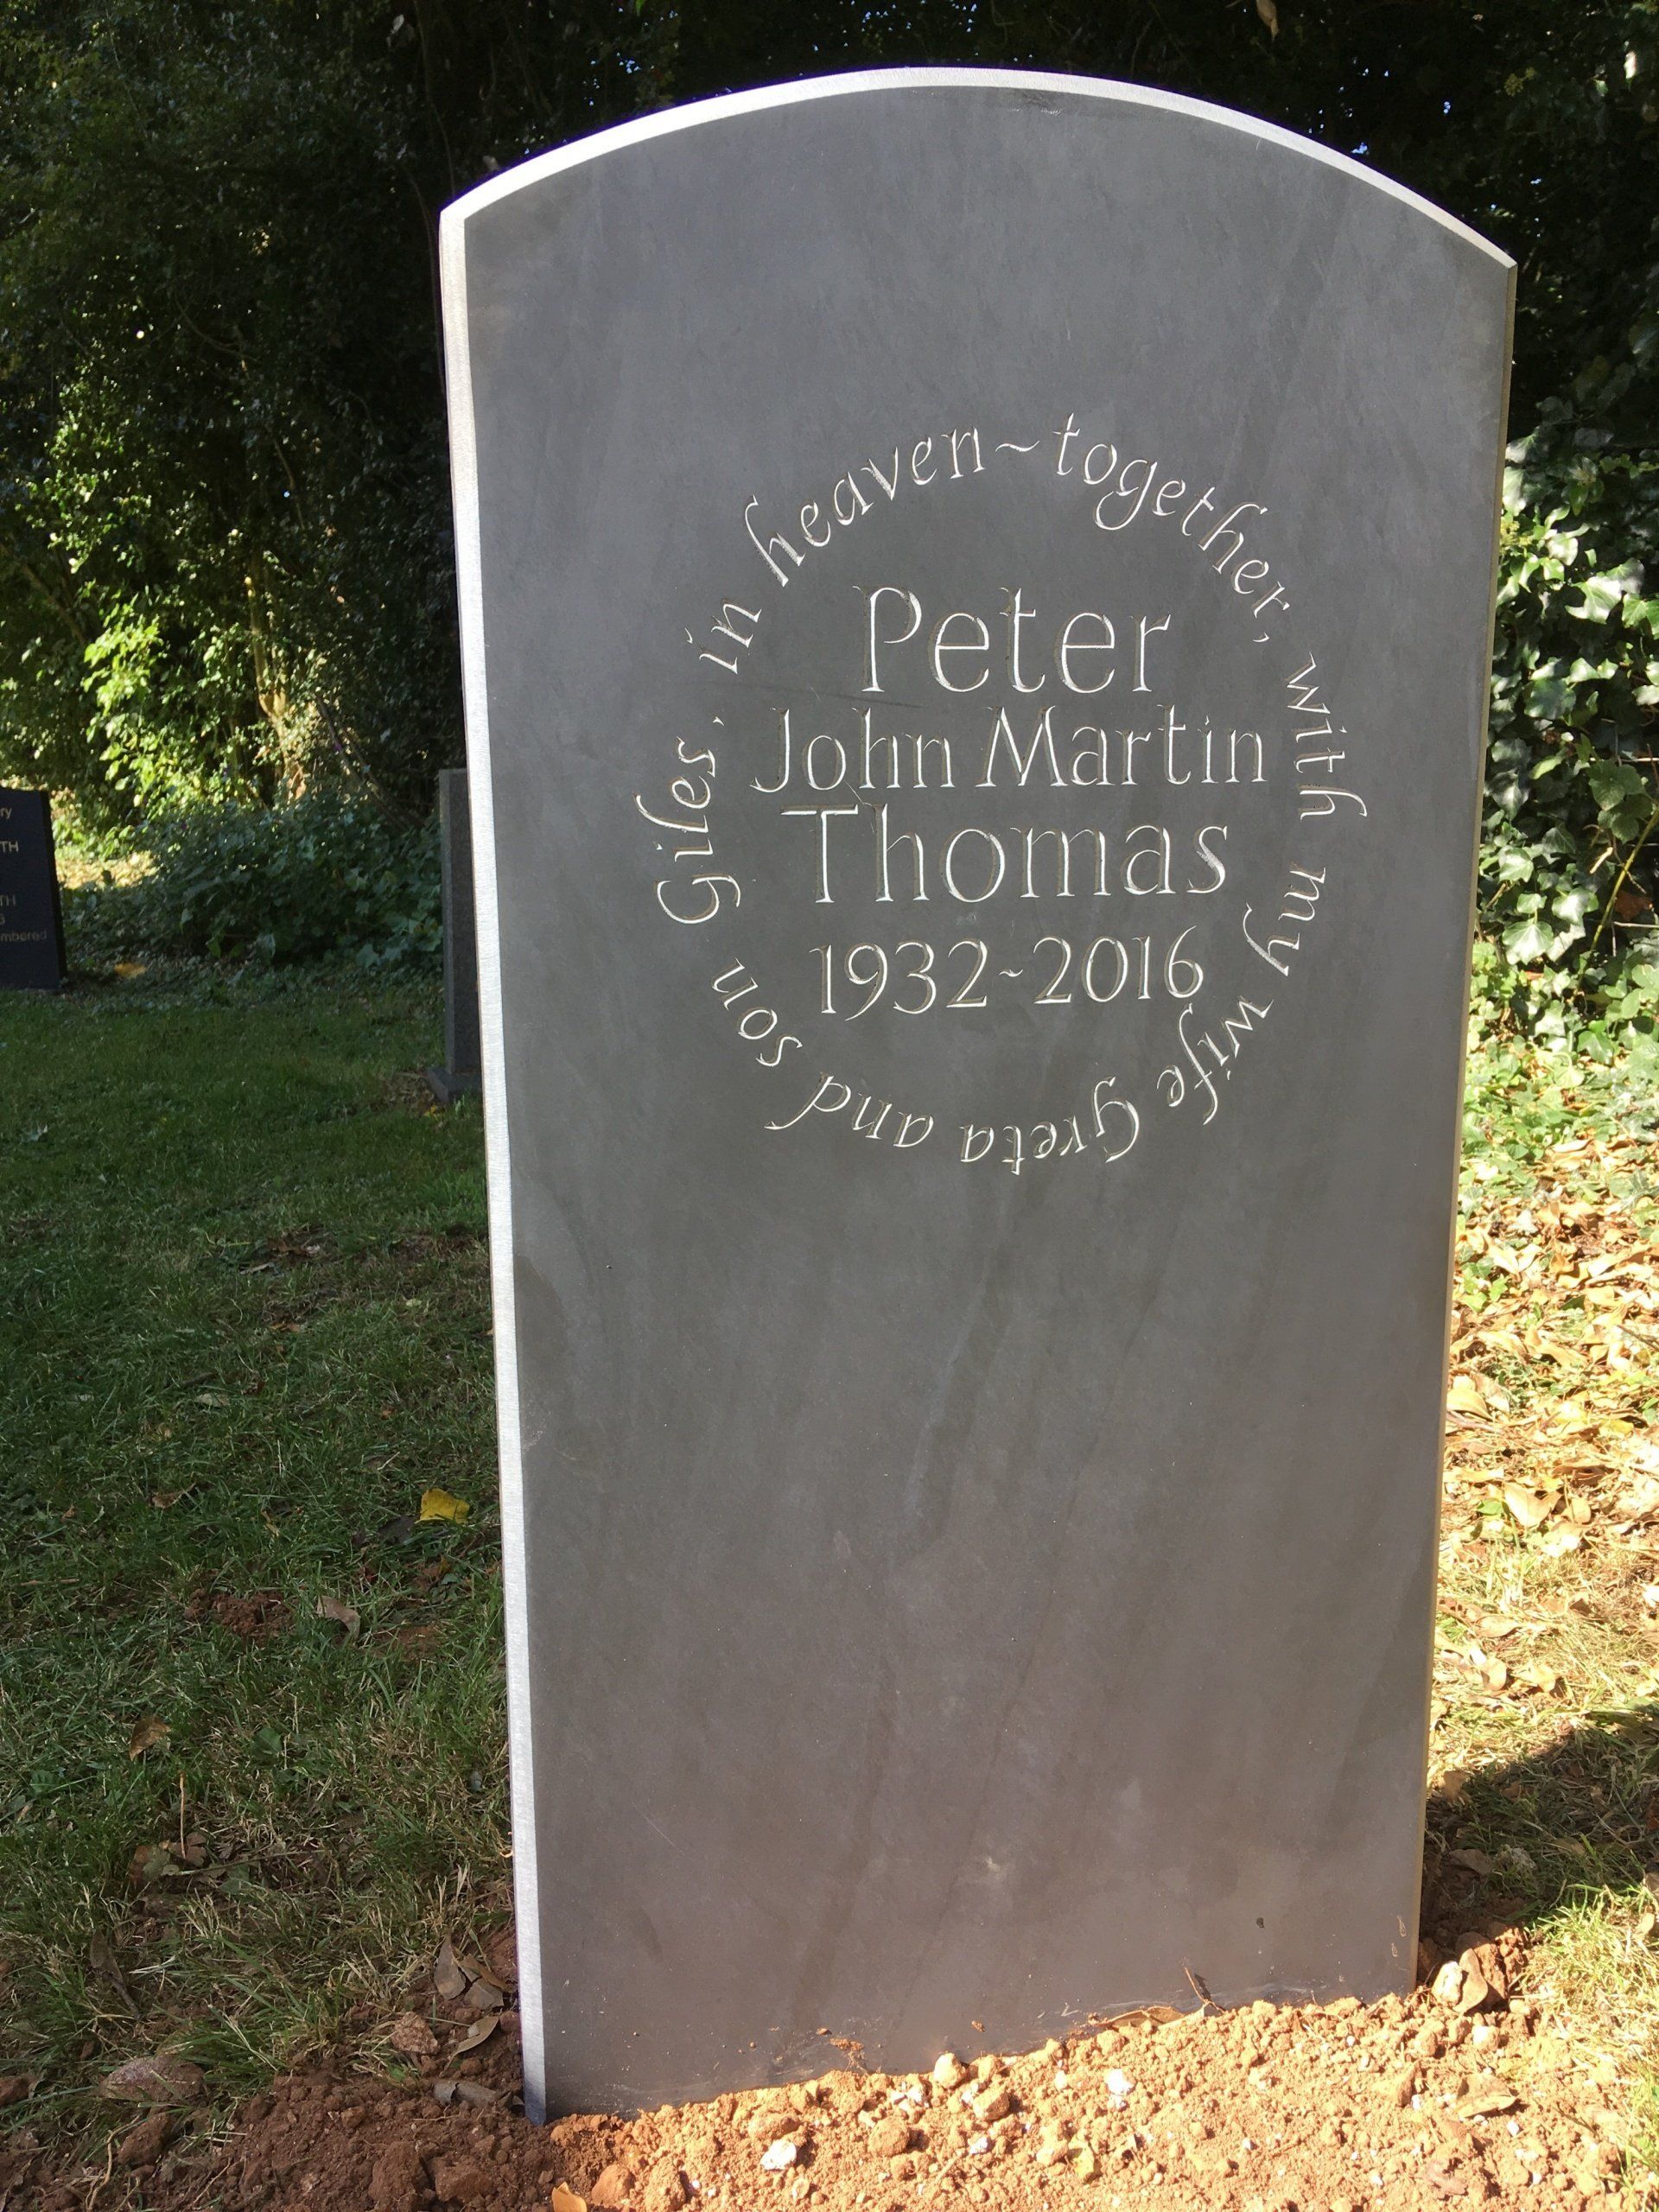 together, with my wife Greta and son Giles, in heaven ~
Peter
John Martin
Thomas
1932~2016